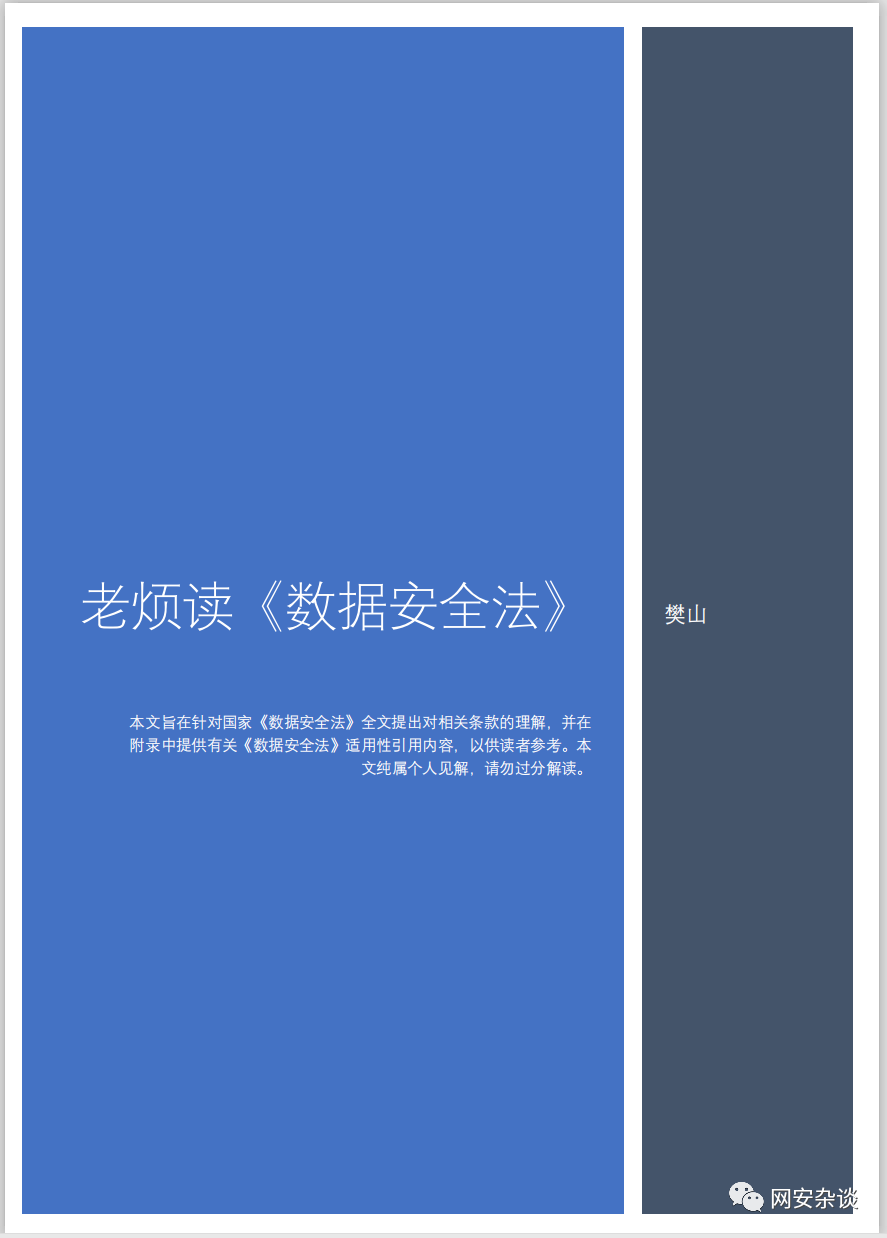 老烦读《数据安全法》
樊山
本文旨在针对国家《数据安全法》全文提出对相关条款的理解，并在
附录中提供有关《数据安全法》适用性引用内容，以供读者参考。本
文纯属个人见解，请勿过分解读。
网安杂谈